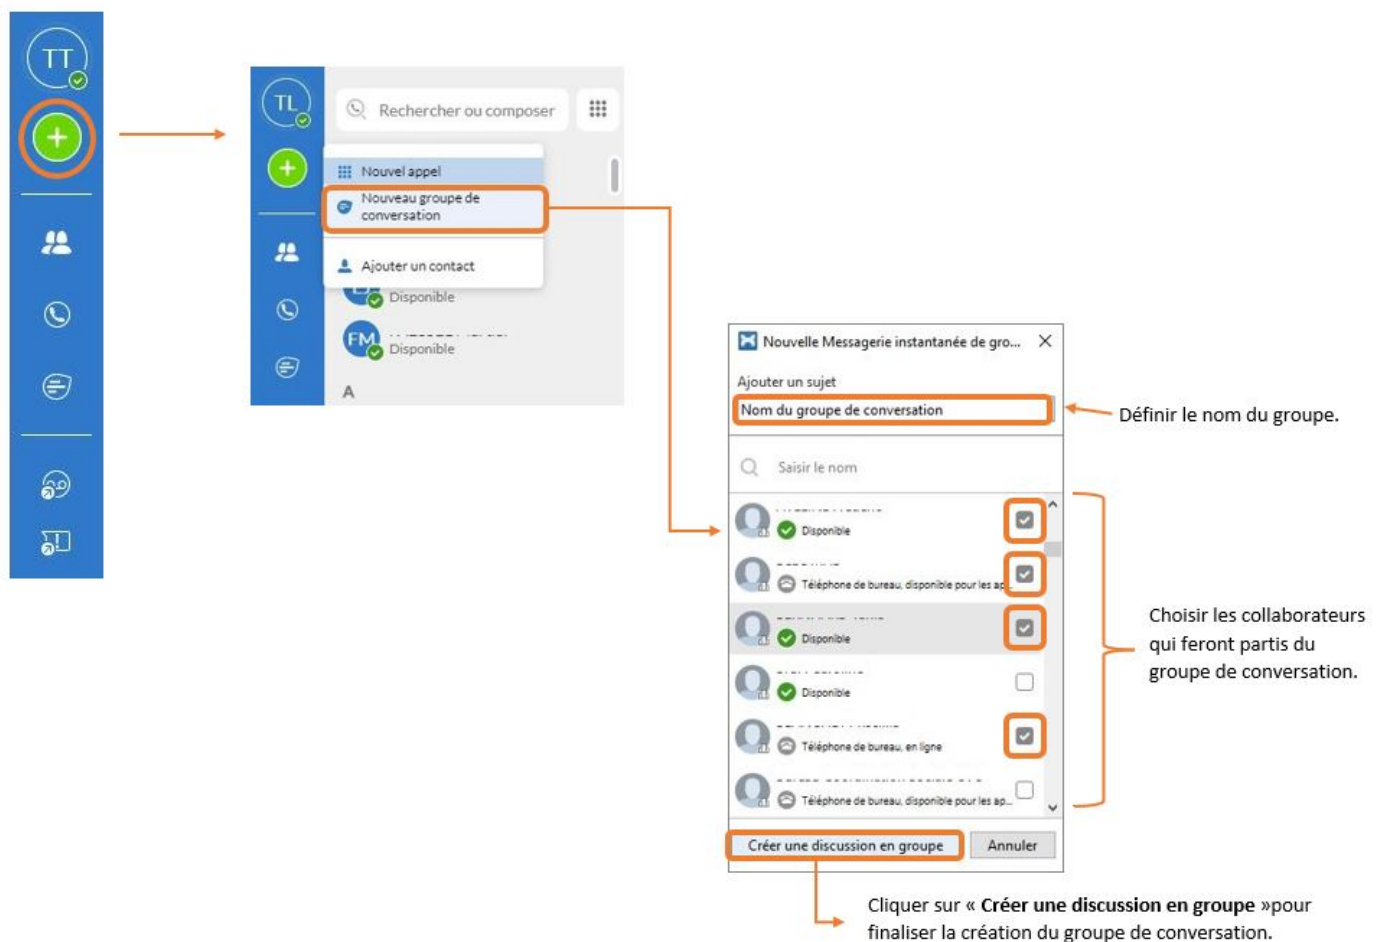 TT
TL
Rechercher ou composer
Nouvel appel
Nouveau groupe de
conversation
Ajouter un contact
Disponible
FM
Disponible
A
Nouvelle Messagerie instantanée de gro...
Ajouter un sujet
Nom du groupe de conversation
Définir le nom du groupe.
Saisir le nom
Disponible
Téléphone de bureau, disponible pour les ap...
Disponible
Disponible
Téléphone de bureau, en ligne
Téléphone de bureau, disponible pour les ap...
Choisir les collaborateurs
qui feront partis du
groupe de conversation.
Créer une discussion en groupe
Annuler
Cliquer sur « Créer une discussion en groupe »pour
finaliser la création du groupe de conversation.